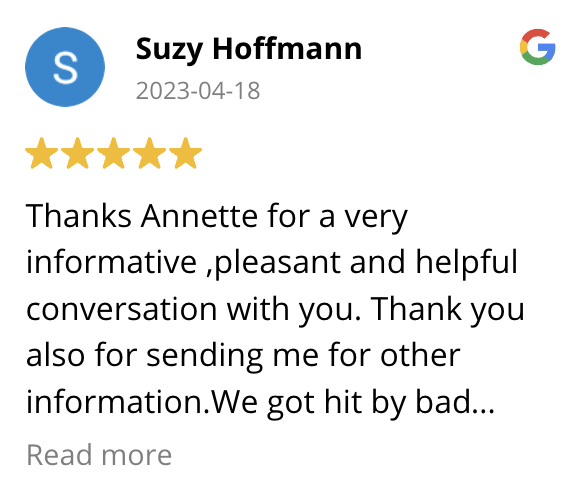 S
Suzy Hoffmann
2023-04-18
Thanks Annette for a very
informative ,pleasant and helpful
conversation with you. Thank you
also for sending me for other
information.We got hit by bad...
Read more